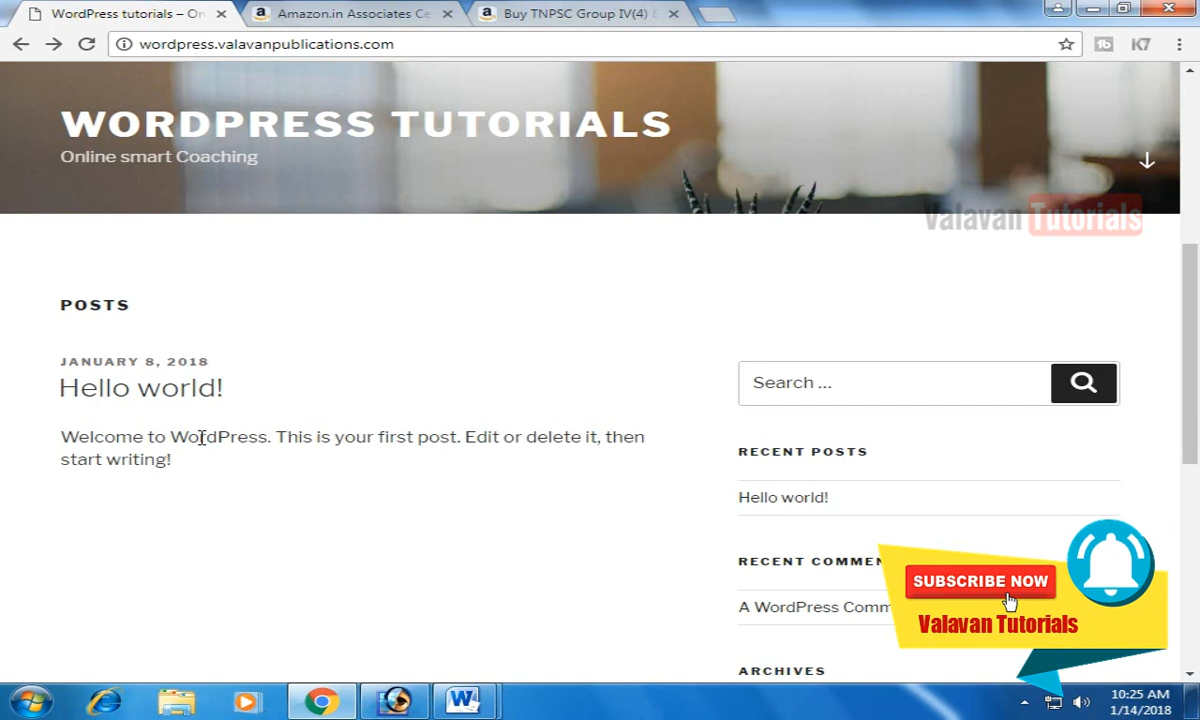 WordPress tutorials – On
Amazon.in Associates Ce
Buy TNPSC Group IV(4)
wordpress.valavanpublications.com
WORDPRESS TUTORIALS
Online smart Coaching
Valavan Tutorials
POSTS
JANUARY 8, 2018
Hello world!
Welcome to WordPress. This is your first post. Edit or delete it, then
start writing!
Search ...
RECENT POSTS
Hello world!
RECENT COMMEN
A WordPress Comm
ARCHIVES
SUBSCRIBE NOW
Valavan Tutorials
10:25 AM
1/14/2018